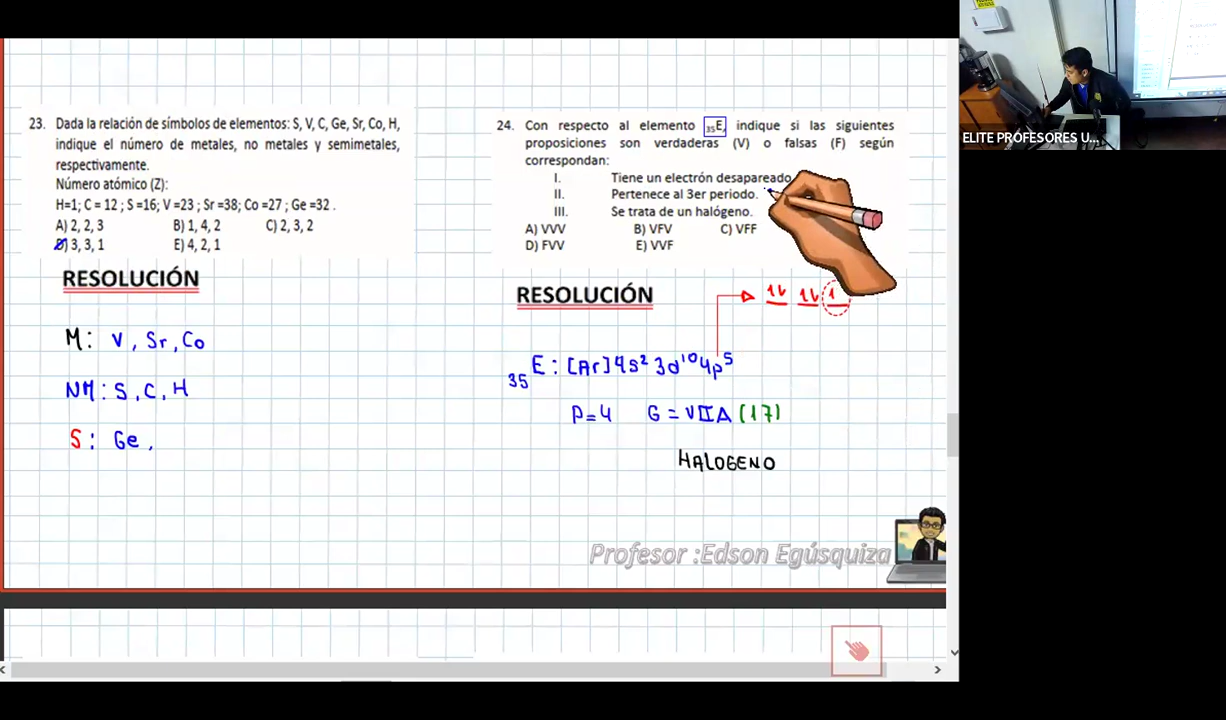 23. Dada la relación de símbolos de elementos: S, V, C, Ge, Sr, Co, H,
indique el número de metales, no metales y semimetales,
respectivamente.
Número atómico (Z):
H=1; C = 12 ; S =16; V =23 ; Sr =38; Co =27 ; Ge =32 .
A) 2, 2, 3 B) 1, 4, 2 C) 2, 3, 2
D) 3, 3, 1 E) 4, 2, 1
RESOLUCIÓN
M: V, Sr, Co
NM: S, C, H
S: Ge,
24. Con respecto al elemento 35E, indique si las siguientes
proposiciones son verdaderas (V) o falsas (F) según
correspondan:
I. Tiene un electrón desapareado
II. Pertenece al 3er periodo.
III. Se trata de un halógeno.
A) VVV B) VFV C) VFF
D) FVV E) VVF
RESOLUCIÓN
35E: [Ar]4s² 3d¹⁰4p⁵
P=4 G = VIIA (17)
HALOGENO
Profesor :Edson Egúsquiza
ELITE PROFESORES U...